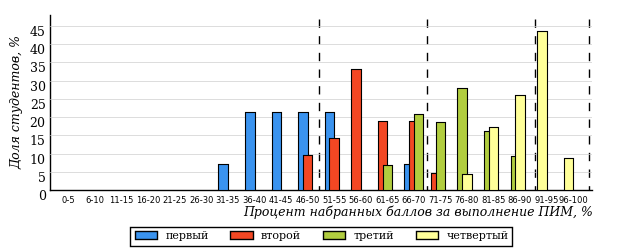 Доля студентов, %
45
40
35
30
25
20
15
10
5
0
0-5 6-10 11-15 16-20 21-25 26-30 31-35 36-40 41-45 46-50 51-55 56-60 61-65 66-70 71-75 76-80 81-85 86-90 91-95 96-100
Процент набранных баллов за выполнение ПИМ, %
первый второй третий четвертый